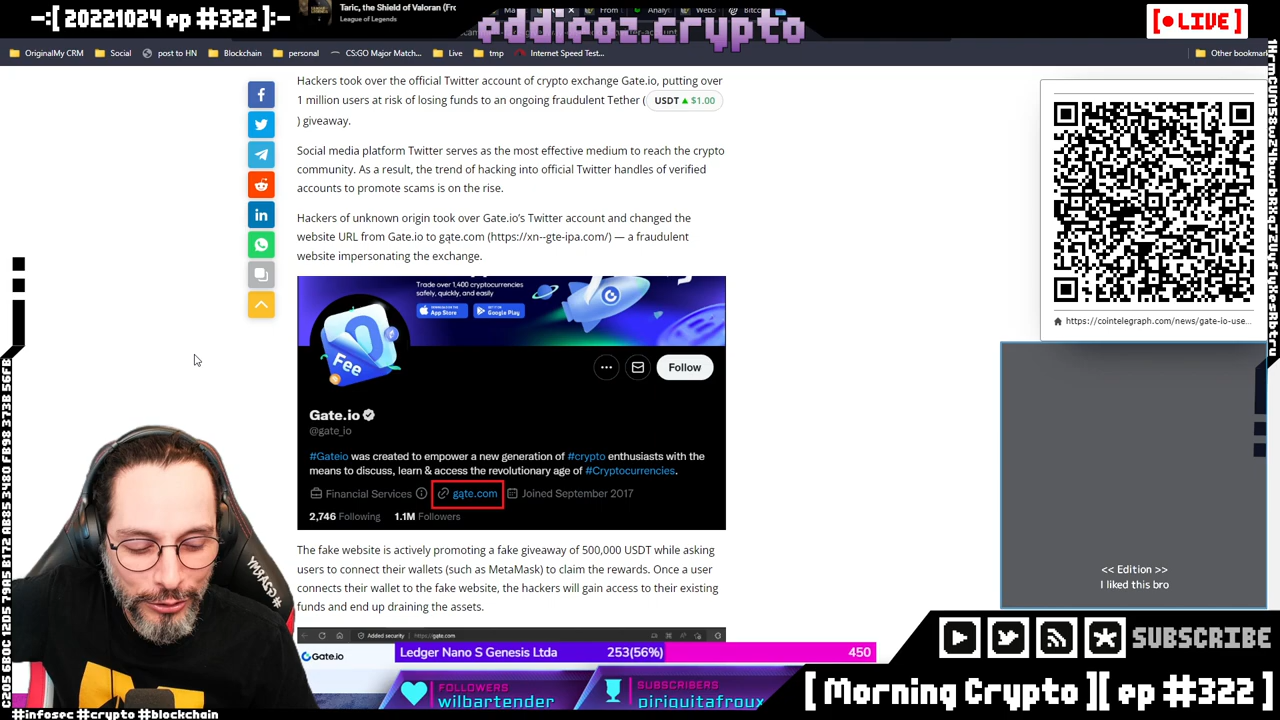 -:[ 20221024 ep #322 ]:-
Taric, the Shield of Valoran (Fr
League of Legends
eddieoz.crypto
[● LIVE]
OriginalMy CRM
Social
post to HN
Blockchain
personal
CS:GO Major Match...
Live
tmp
Internet Speed Test...
Other bookmark
Hackers took over the official Twitter account of crypto exchange Gate.io, putting over
1 million users at risk of losing funds to an ongoing fraudulent Tether ( USDT ▲ $1.00
) giveaway.
Social media platform Twitter serves as the most effective medium to reach the crypto
community. As a result, the trend of hacking into official Twitter handles of verified
accounts to promote scams is on the rise.
Hackers of unknown origin took over Gate.io's Twitter account and changed the
website URL from Gate.io to gąte.com (https://xn--gte-ipa.com/) — a fraudulent
website impersonating the exchange.
Trade over 1,400 cryptocurrencies
safely, quickly, and easily
App Store
Google Play
Fee
Follow
Gate.io
@gate_io
#Gateio was created to empower a new generation of #crypto enthusiasts with the
means to discuss, learn & access the revolutionary age of #Cryptocurrencies.
Financial Services
gąte.com
Joined September 2017
2,746 Following
1.1M Followers
The fake website is actively promoting a fake giveaway of 500,000 USDT while asking
users to connect their wallets (such as MetaMask) to claim the rewards. Once a user
connects their wallet to the fake website, the hackers will gain access to their existing
funds and end up draining the assets.
Added security
Gate.io
https://cointelegraph.com/news/gate-io-use...
<< Edition >>
I liked this bro
Ledger Nano S Genesis Ltda
253(56%)
450
FOLLOWERS
wilbartender
SUBSCRIBERS
piriquitafroux
SUBSCRIBE
[ Morning Crypto ][ ep #322 ]
#infosec #crypto #blockchain